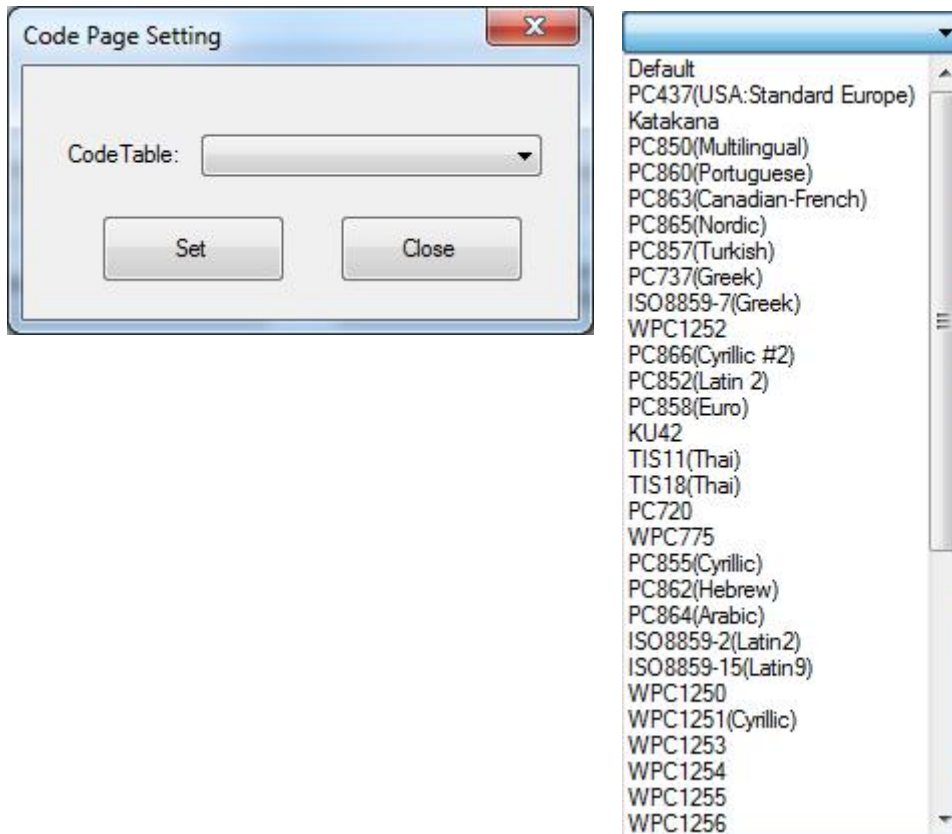 Code Page Setting
CodeTable:
Set
Close
Default
PC437(USA:Standard Europe)
Katakana
PC850(Multilingual)
PC860(Portuguese)
PC863(Canadian-French)
PC865(Nordic)
PC857(Turkish)
PC737(Greek)
ISO8859-7(Greek)
WPC1252
PC866(Cyrillic #2)
PC852(Latin 2)
PC858(Euro)
KU42
TIS11(Thai)
TIS18(Thai)
PC720
WPC775
PC855(Cyrillic)
PC862(Hebrew)
PC864(Arabic)
ISO8859-2(Latin2)
ISO8859-15(Latin9)
WPC1250
WPC1251(Cyrillic)
WPC1253
WPC1254
WPC1255
WPC1256